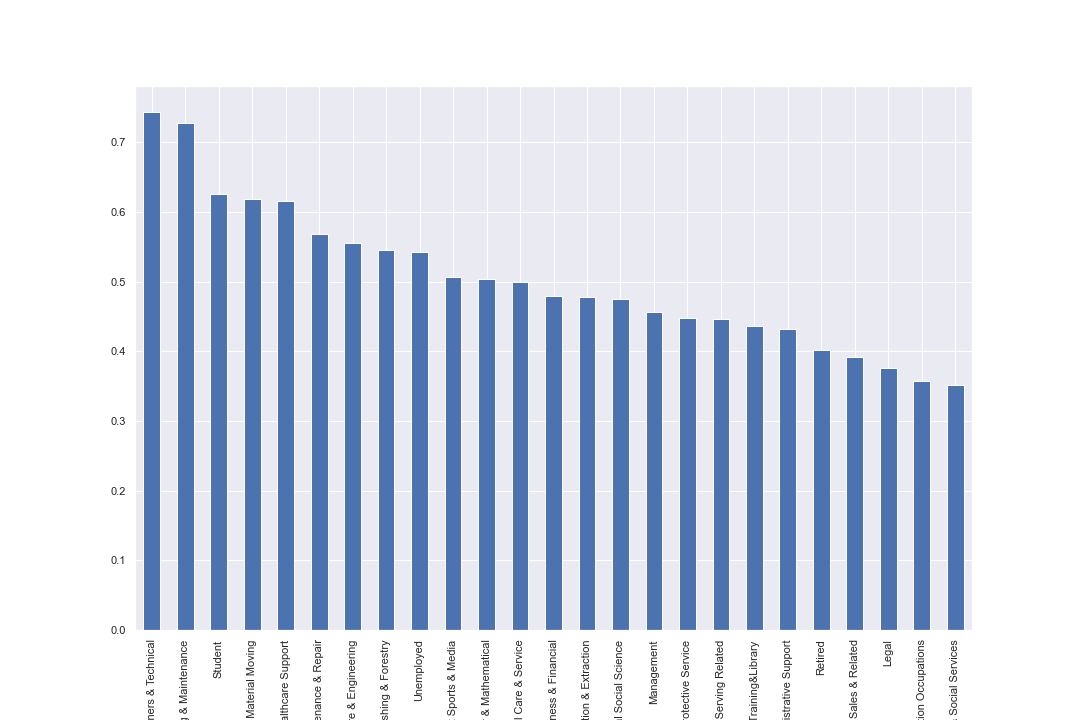 0.7
0.6
0.5
0.4
0.3
0.2
0.1
0.0
ners & Technical
g & Maintenance
Student
Material Moving
althcare Support
enance & Repair
re & Engineering
shing & Forestry
Unemployed
Sports & Media
& Mathematical
l Care & Service
ness & Financial
tion & Extraction
l Social Science
Management
otective Service
Serving Related
Training&Library
istrative Support
Retired
Sales & Related
Legal
tion Occupations
Social Services